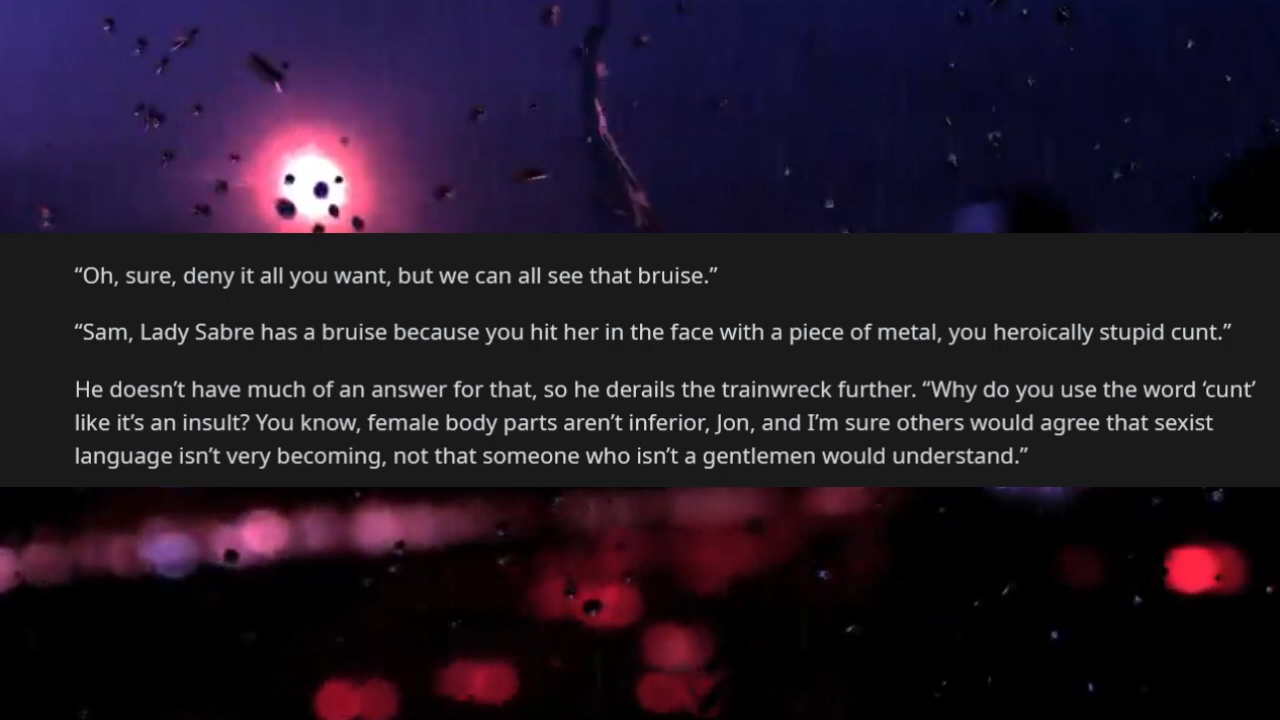 “Oh, sure, deny it all you want, but we can all see that bruise.”
“Sam, Lady Sabre has a bruise because you hit her in the face with a piece of metal, you heroically stupid cunt.”
He doesn’t have much of an answer for that, so he derails the trainwreck further. “Why do you use the word ‘cunt’
like it’s an insult? You know, female body parts aren’t inferior, Jon, and I’m sure others would agree that sexist
language isn’t very becoming, not that someone who isn’t a gentlemen would understand.”